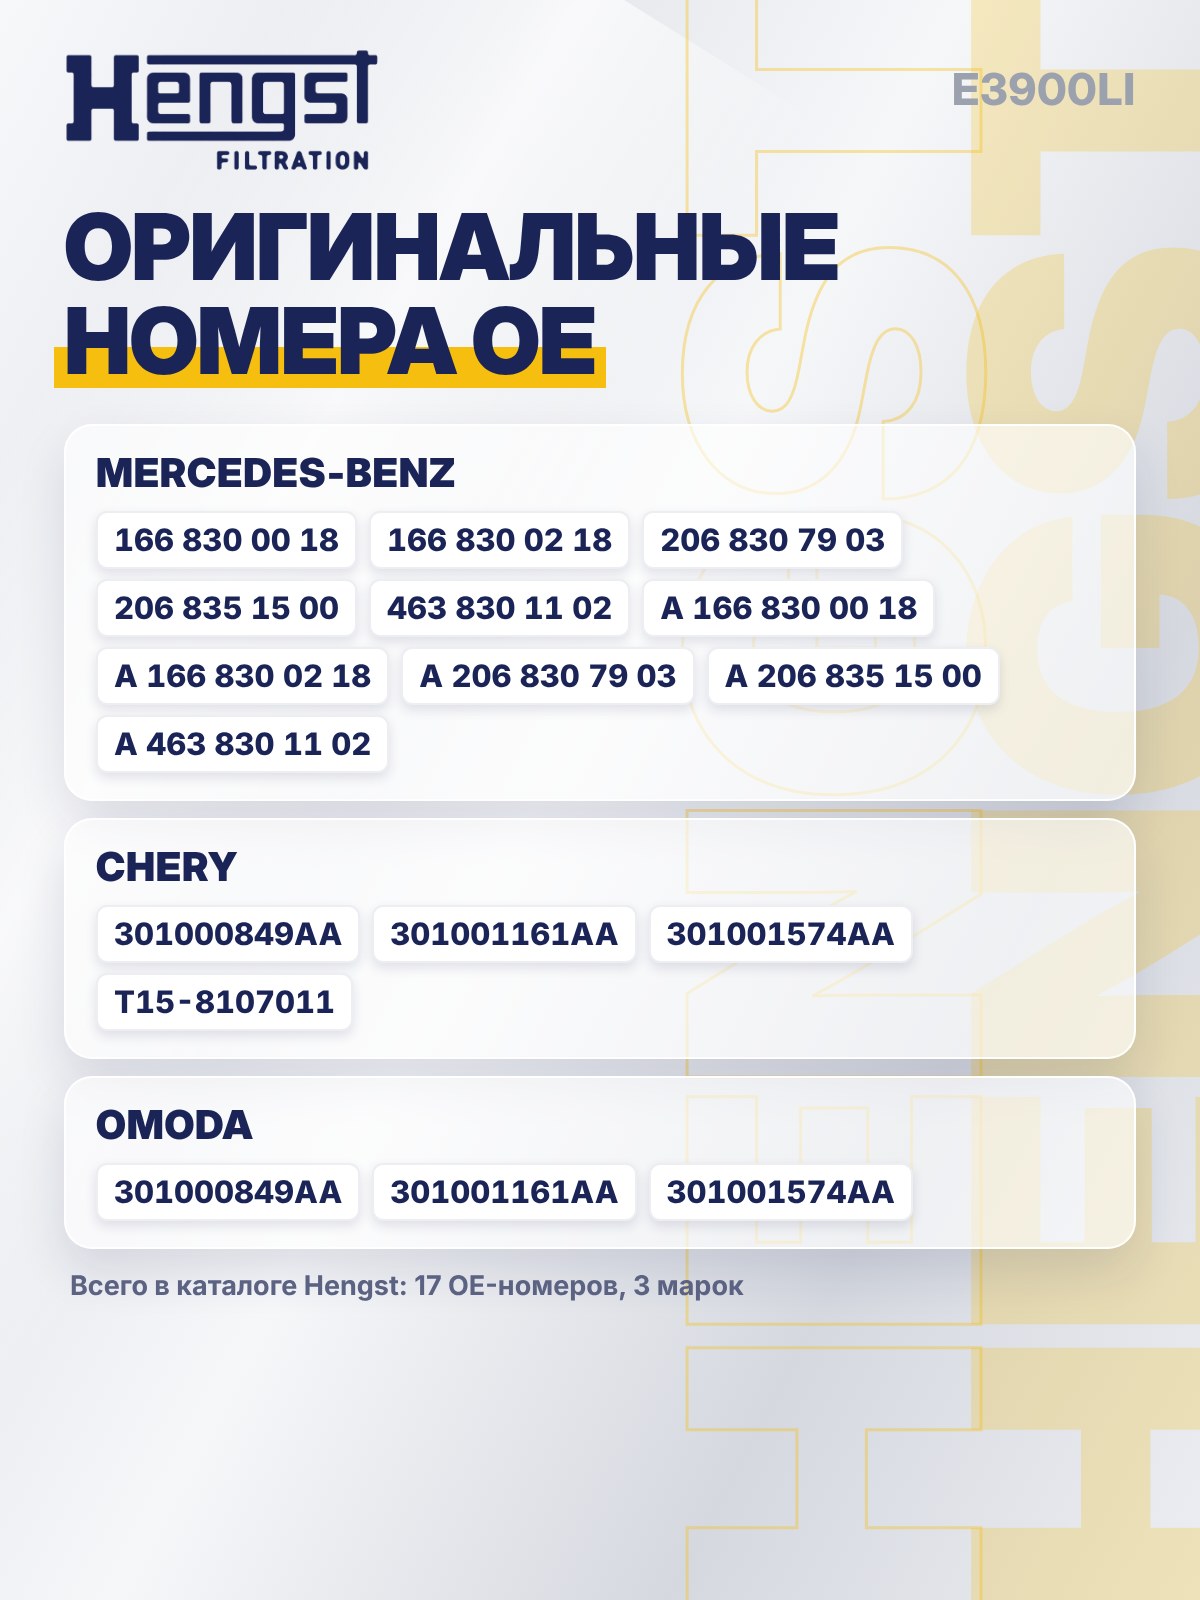 Hengst
FILTRATION
E3900LI
ОРИГИНАЛЬНЫЕ
НОМЕРА OE
MERCEDES-BENZ
166 830 00 18
166 830 02 18
206 830 79 03
206 835 15 00
463 830 11 02
A 166 830 00 18
A 166 830 02 18
A 206 830 79 03
A 206 835 15 00
A 463 830 11 02
CHERY
301000849AA
301001161AA
301001574AA
T15-8107011
OMODA
301000849AA
301001161AA
301001574AA
Всего в каталоге Hengst: 17 OE-номеров, 3 марок
HENGST
HENGST